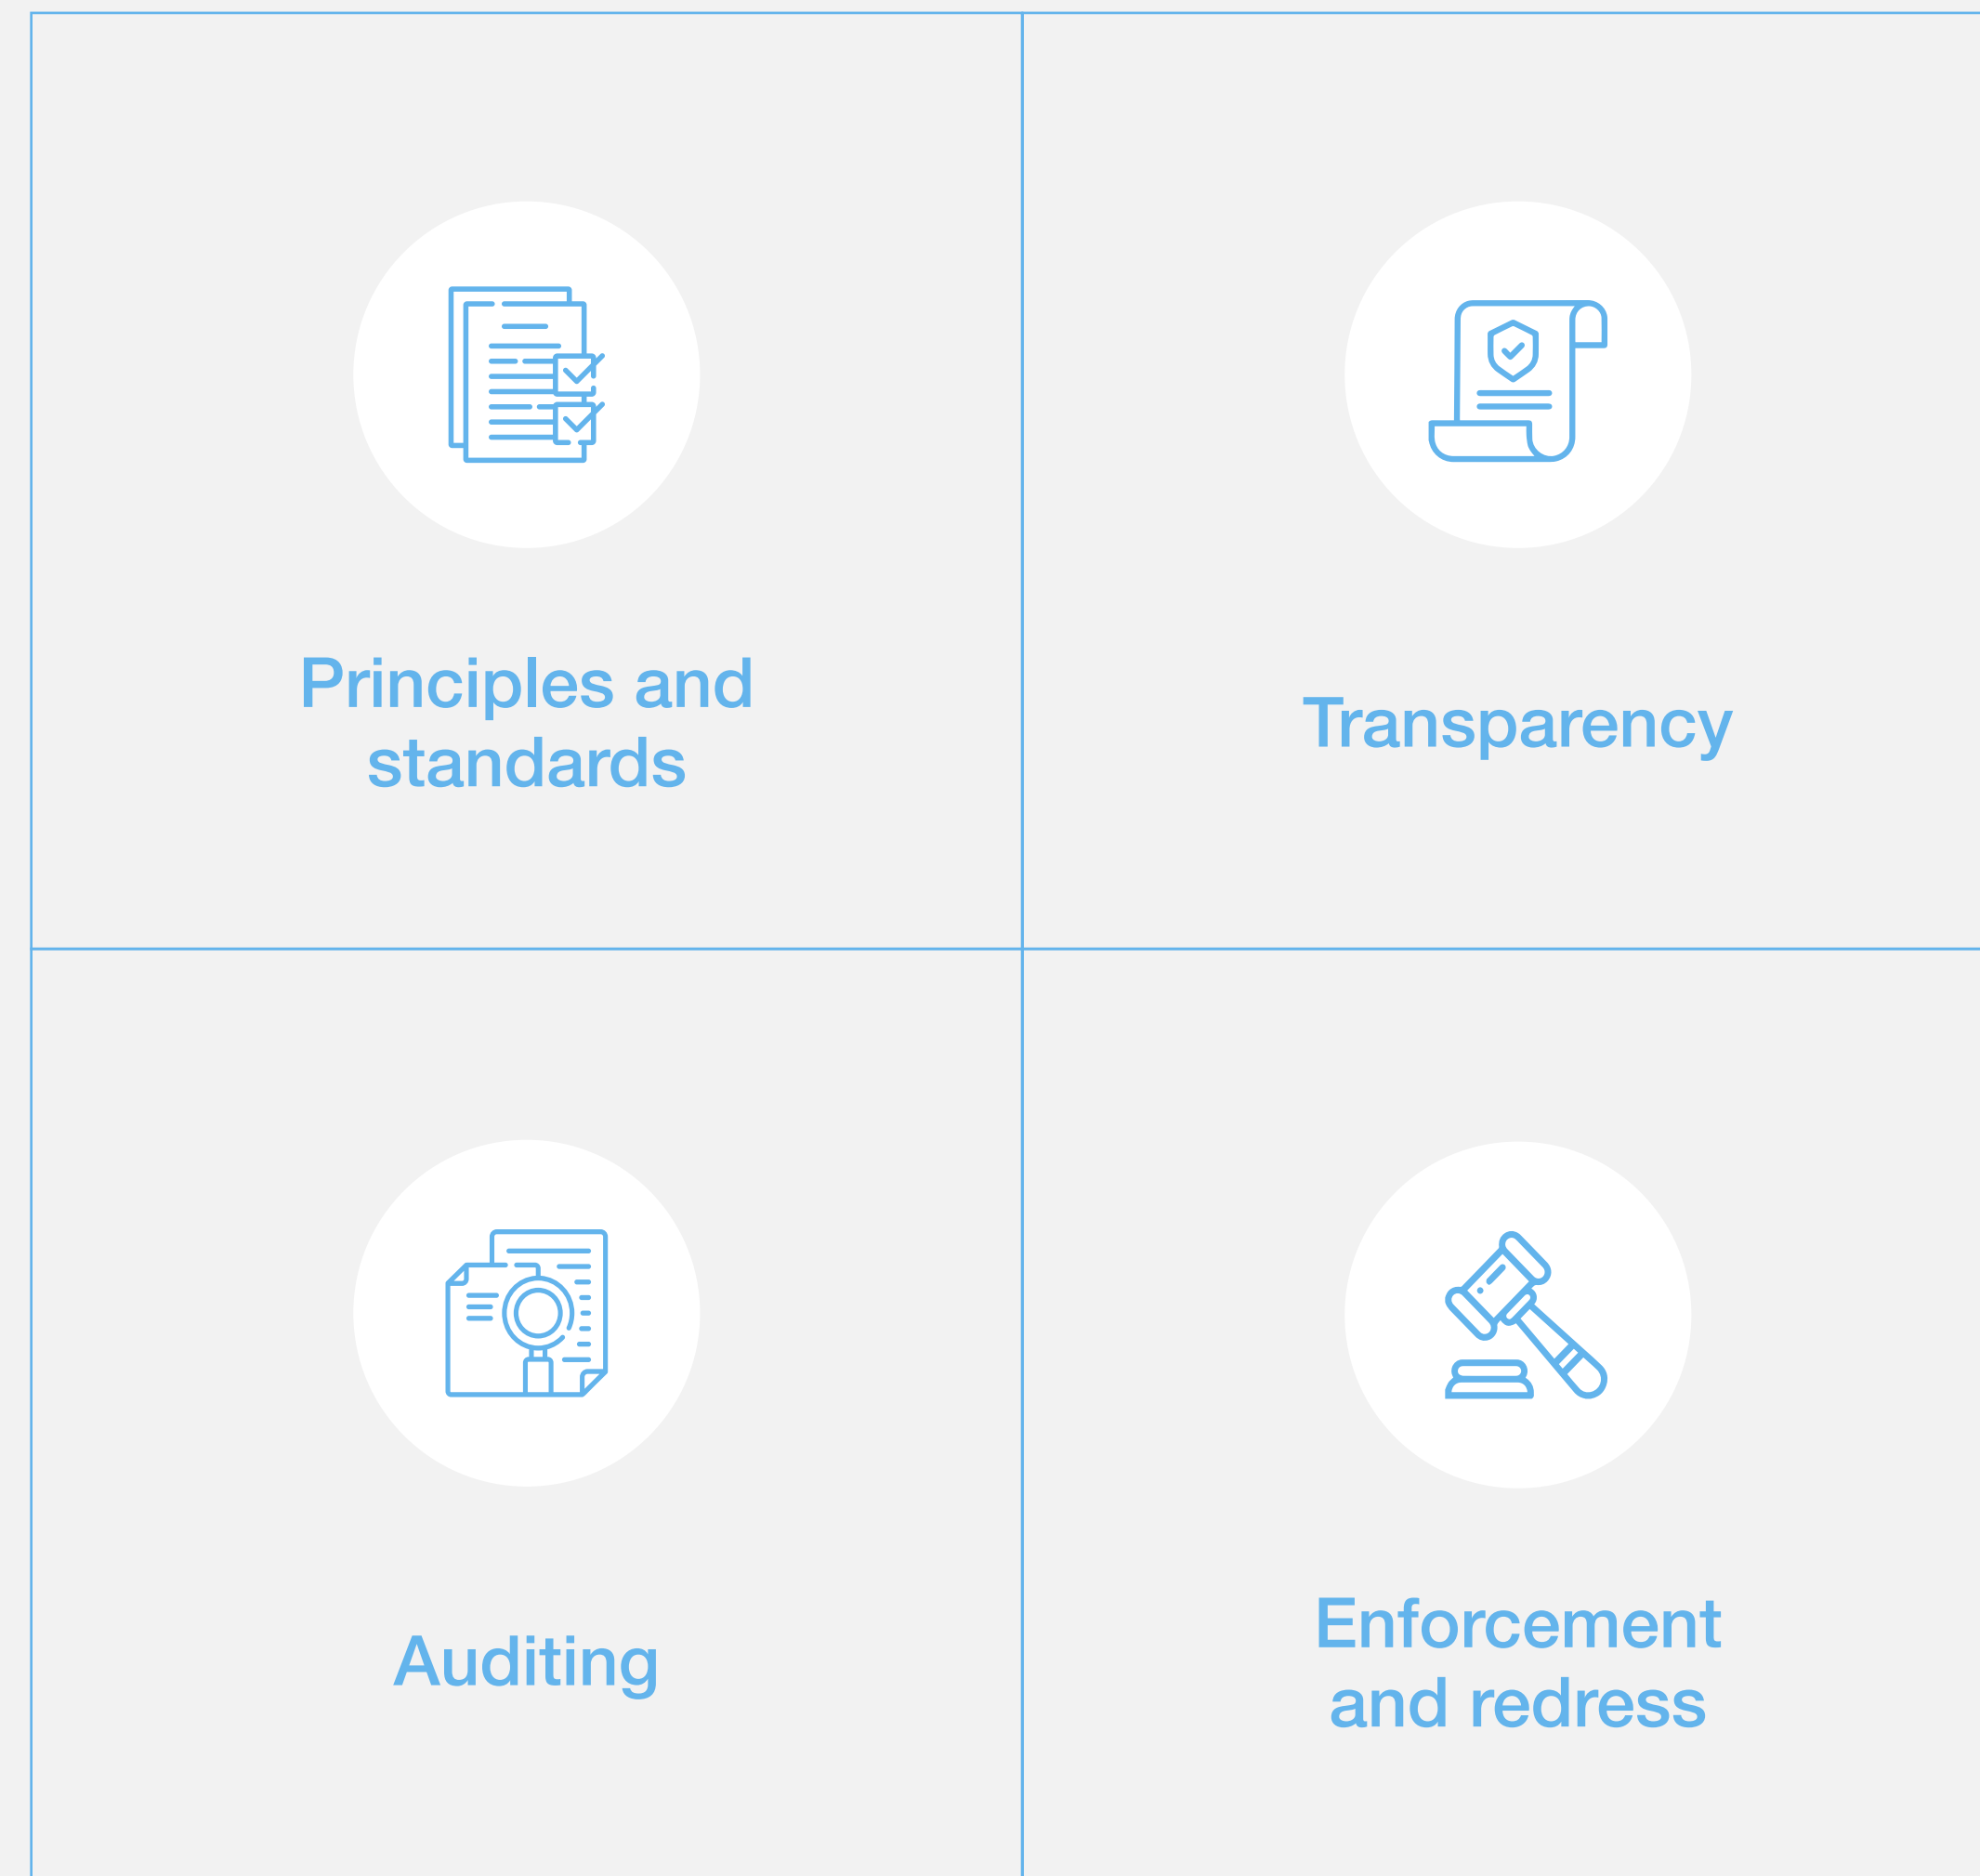 Principles and
standards
Transparency
Auditing
Enforcement
and redress